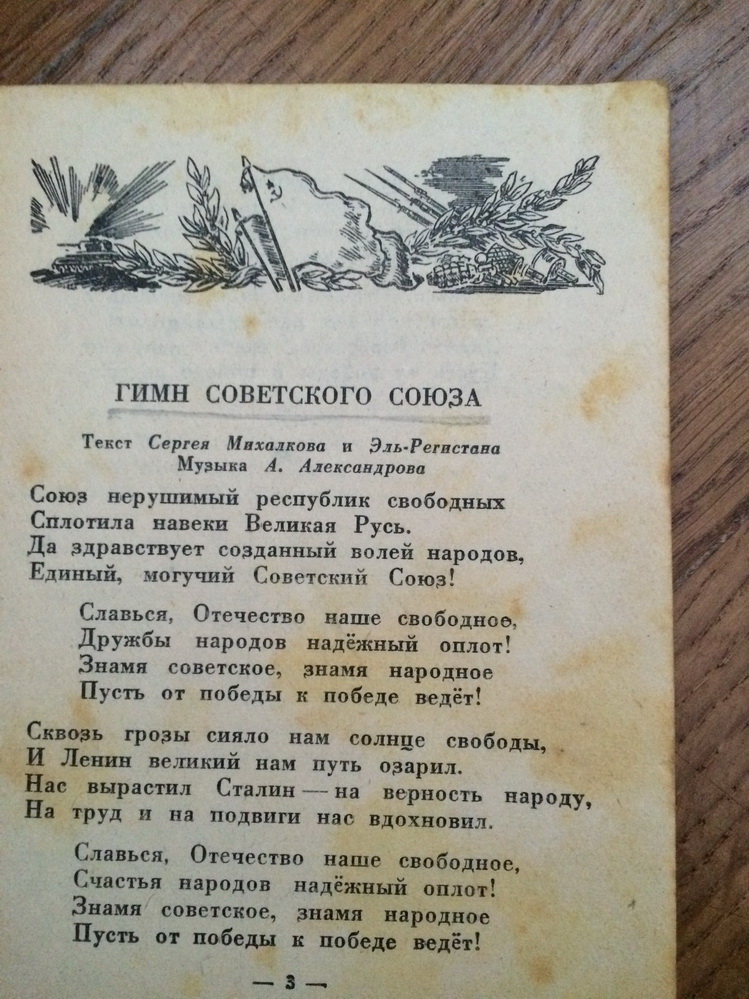 ГИМН СОВЕТСКОГО СОЮЗА
Текст Сергея Михалкова и Эль-Регистана
Музыка А. Александрова
Союз нерушимый республик свободных
Сплотила навеки Великая Русь.
Да здравствует созданный волей народов,
Единый, могучий Советский Союз!
Славься, Отечество наше свободное,
Дружбы народов надёжный оплот!
Знамя советское, знамя народное
Пусть от победы к победе ведёт!
Сквозь грозы сияло нам солнце свободы,
И Ленин великий нам путь озарил.
Нас вырастил Сталин — на верность народу,
На труд и на подвиги нас вдохновил.
Славься, Отечество наше свободное,
Счастья народов надёжный оплот!
Знамя советское, знамя народное
Пусть от победы к победе ведёт!
— 3 —